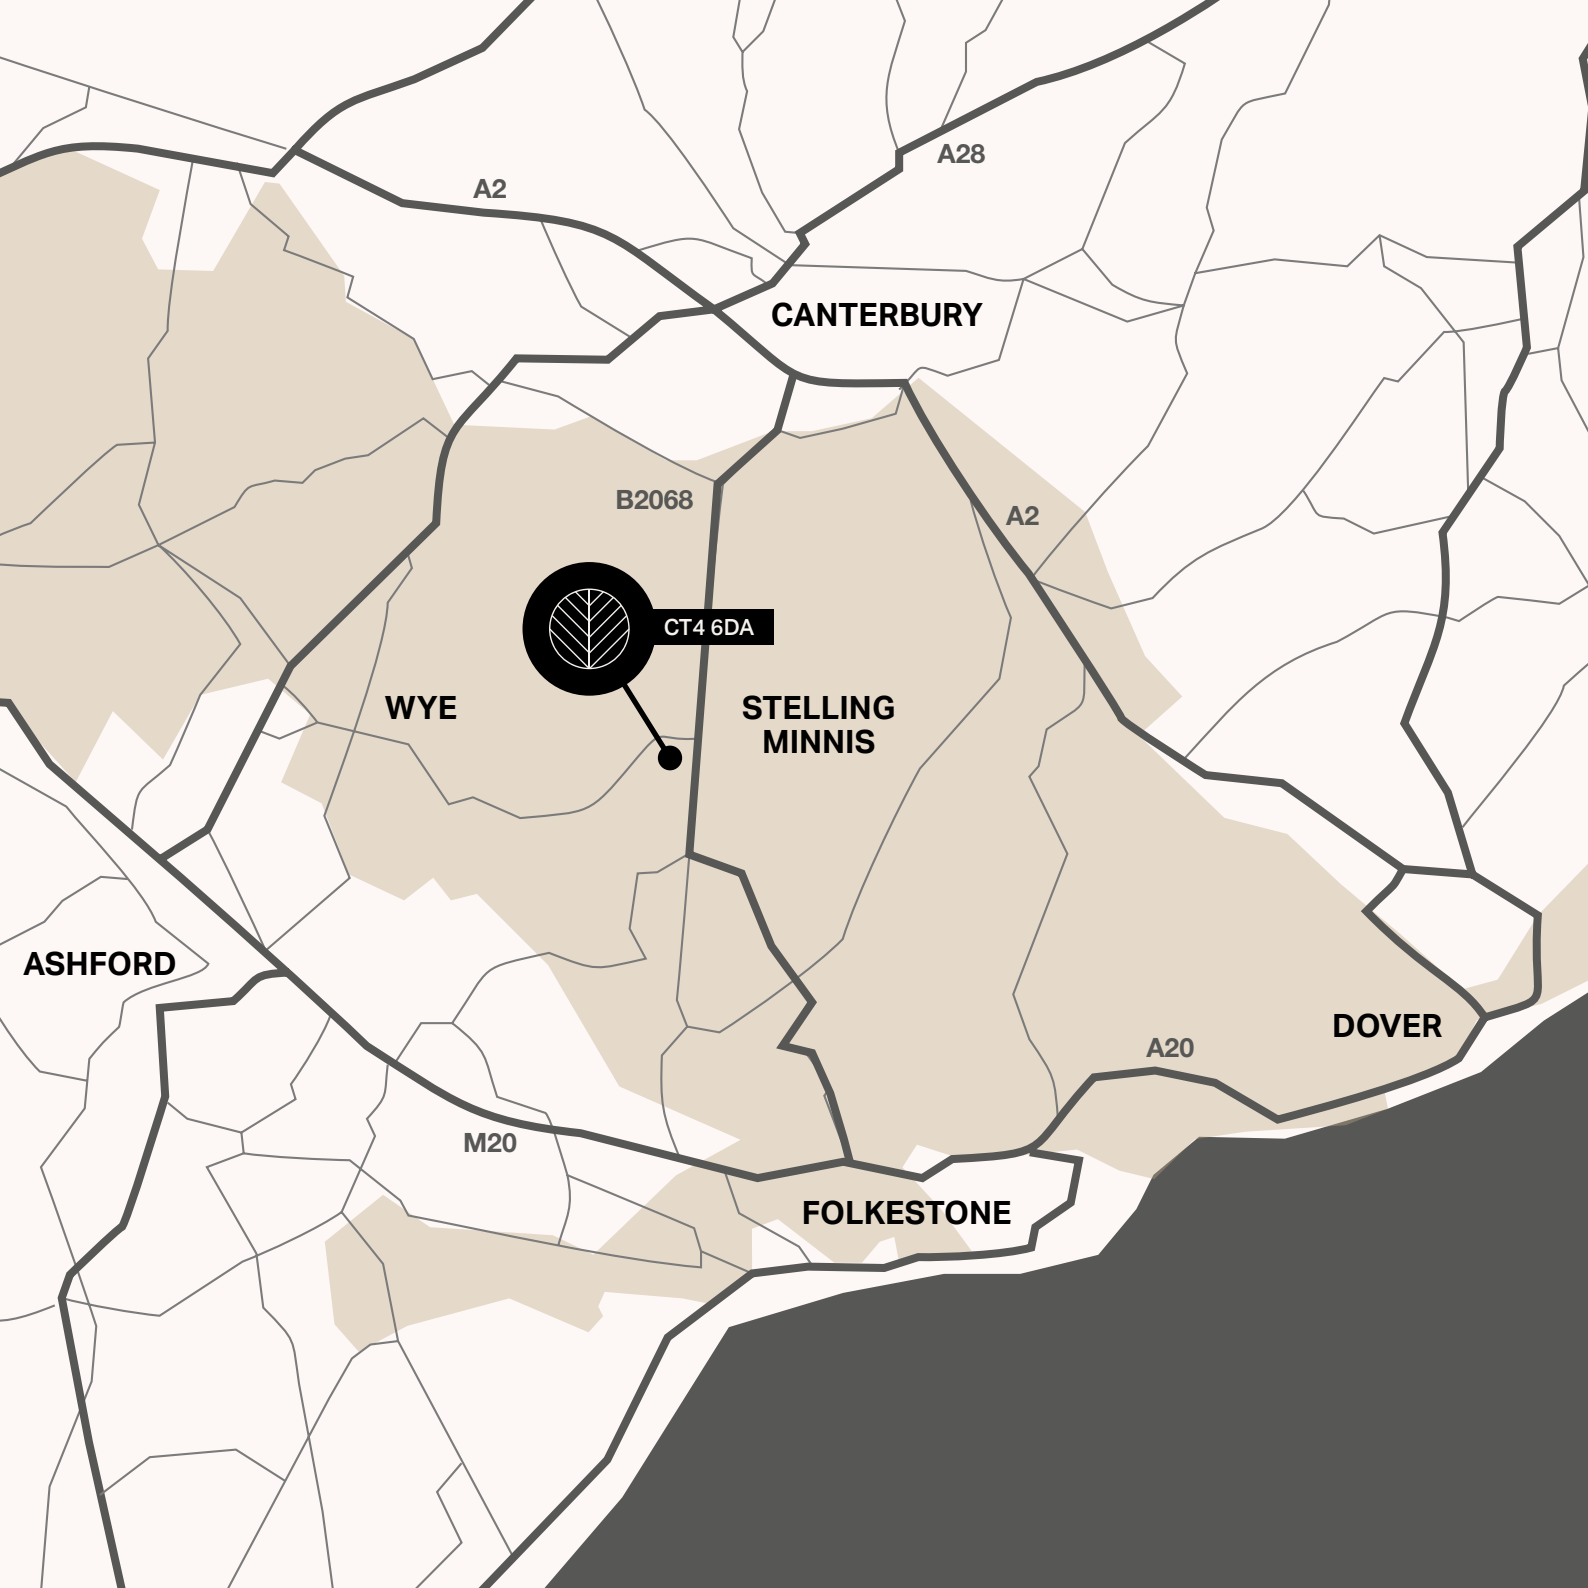 A28
A2
CANTERBURY
B2068
A2
CT4 6DA
WYE
STELLING
MINNIS
ASHFORD
DOVER
A20
M20
FOLKESTONE